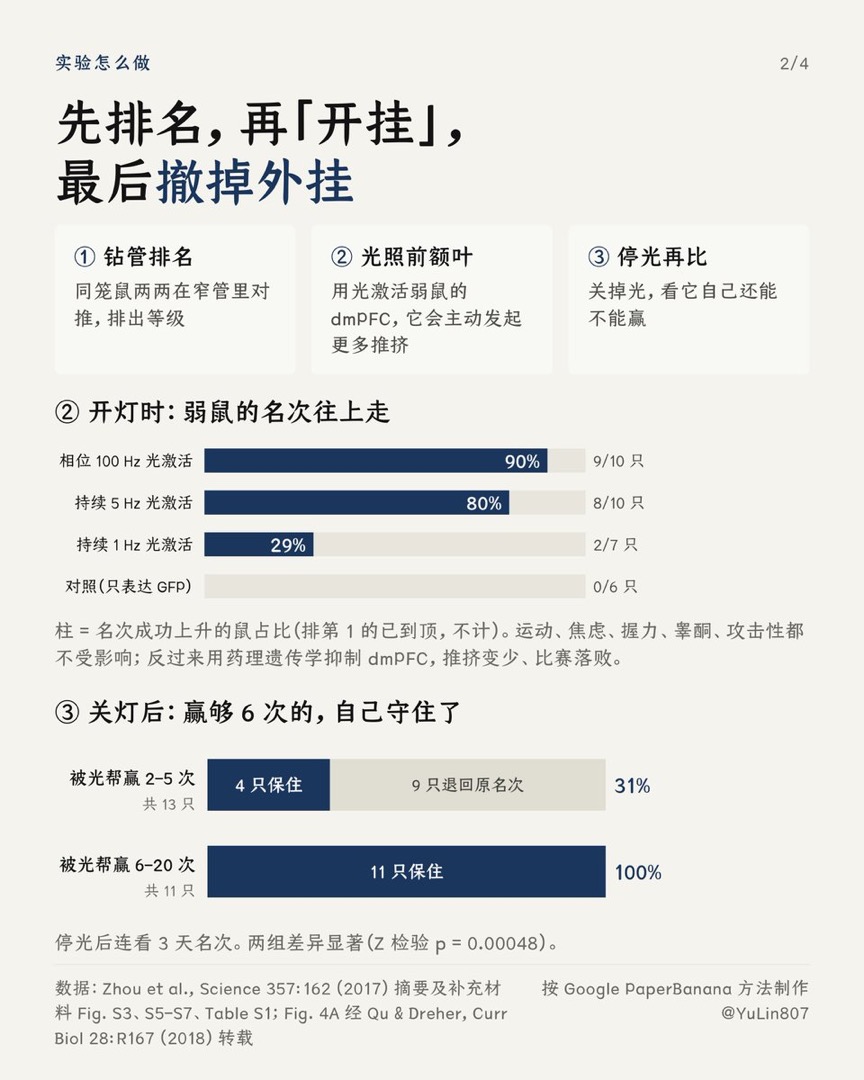 实验怎么做
2/4
先排名，再「开挂」，
最后撤掉外挂
① 钻管排名
同笼鼠两两在窄管里对
推，排出等级
② 光照前额叶
用光激活弱鼠的
dmPFC，它会主动发起
更多推挤
③ 停光再比
关掉光，看它自己还能
不能赢
② 开灯时：弱鼠的名次往上走
相位 100 Hz 光激活 90% 9/10 只
持续 5 Hz 光激活 80% 8/10 只
持续 1 Hz 光激活 29% 2/7 只
对照（只表达 GFP） 0/6 只
柱 = 名次成功上升的鼠占比（排第 1 的已到顶，不计）。运动、焦虑、握力、睾酮、攻击性都
不受影响；反过来用药理遗传学抑制 dmPFC，推挤变少、比赛落败。
③ 关灯后：赢够 6 次的，自己守住了
被光帮赢 2–5 次
共 13 只
4 只保住 9 只退回原名次 31%
被光帮赢 6–20 次
共 11 只
11 只保住 100%
停光后连看 3 天名次。两组差异显著（Z 检验 p = 0.00048）。
数据：Zhou et al., Science 357:162 (2017) 摘要及补充材
料 Fig. S3、S5–S7、Table S1；Fig. 4A 经 Qu & Dreher, Curr
Biol 28:R167 (2018) 转载
按 Google PaperBanana 方法制作
@YuLin807